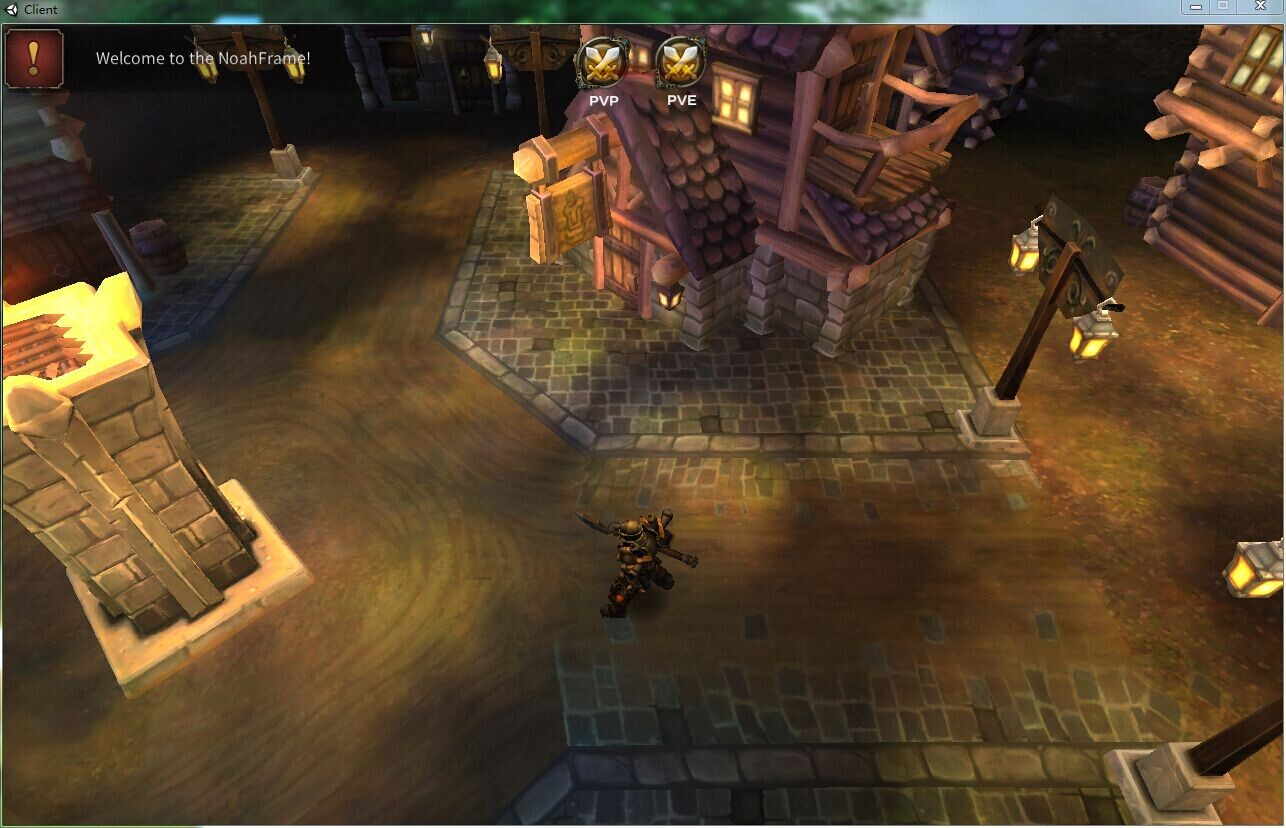 Client
Welcome to the NoahFrame!
PVP
PVE